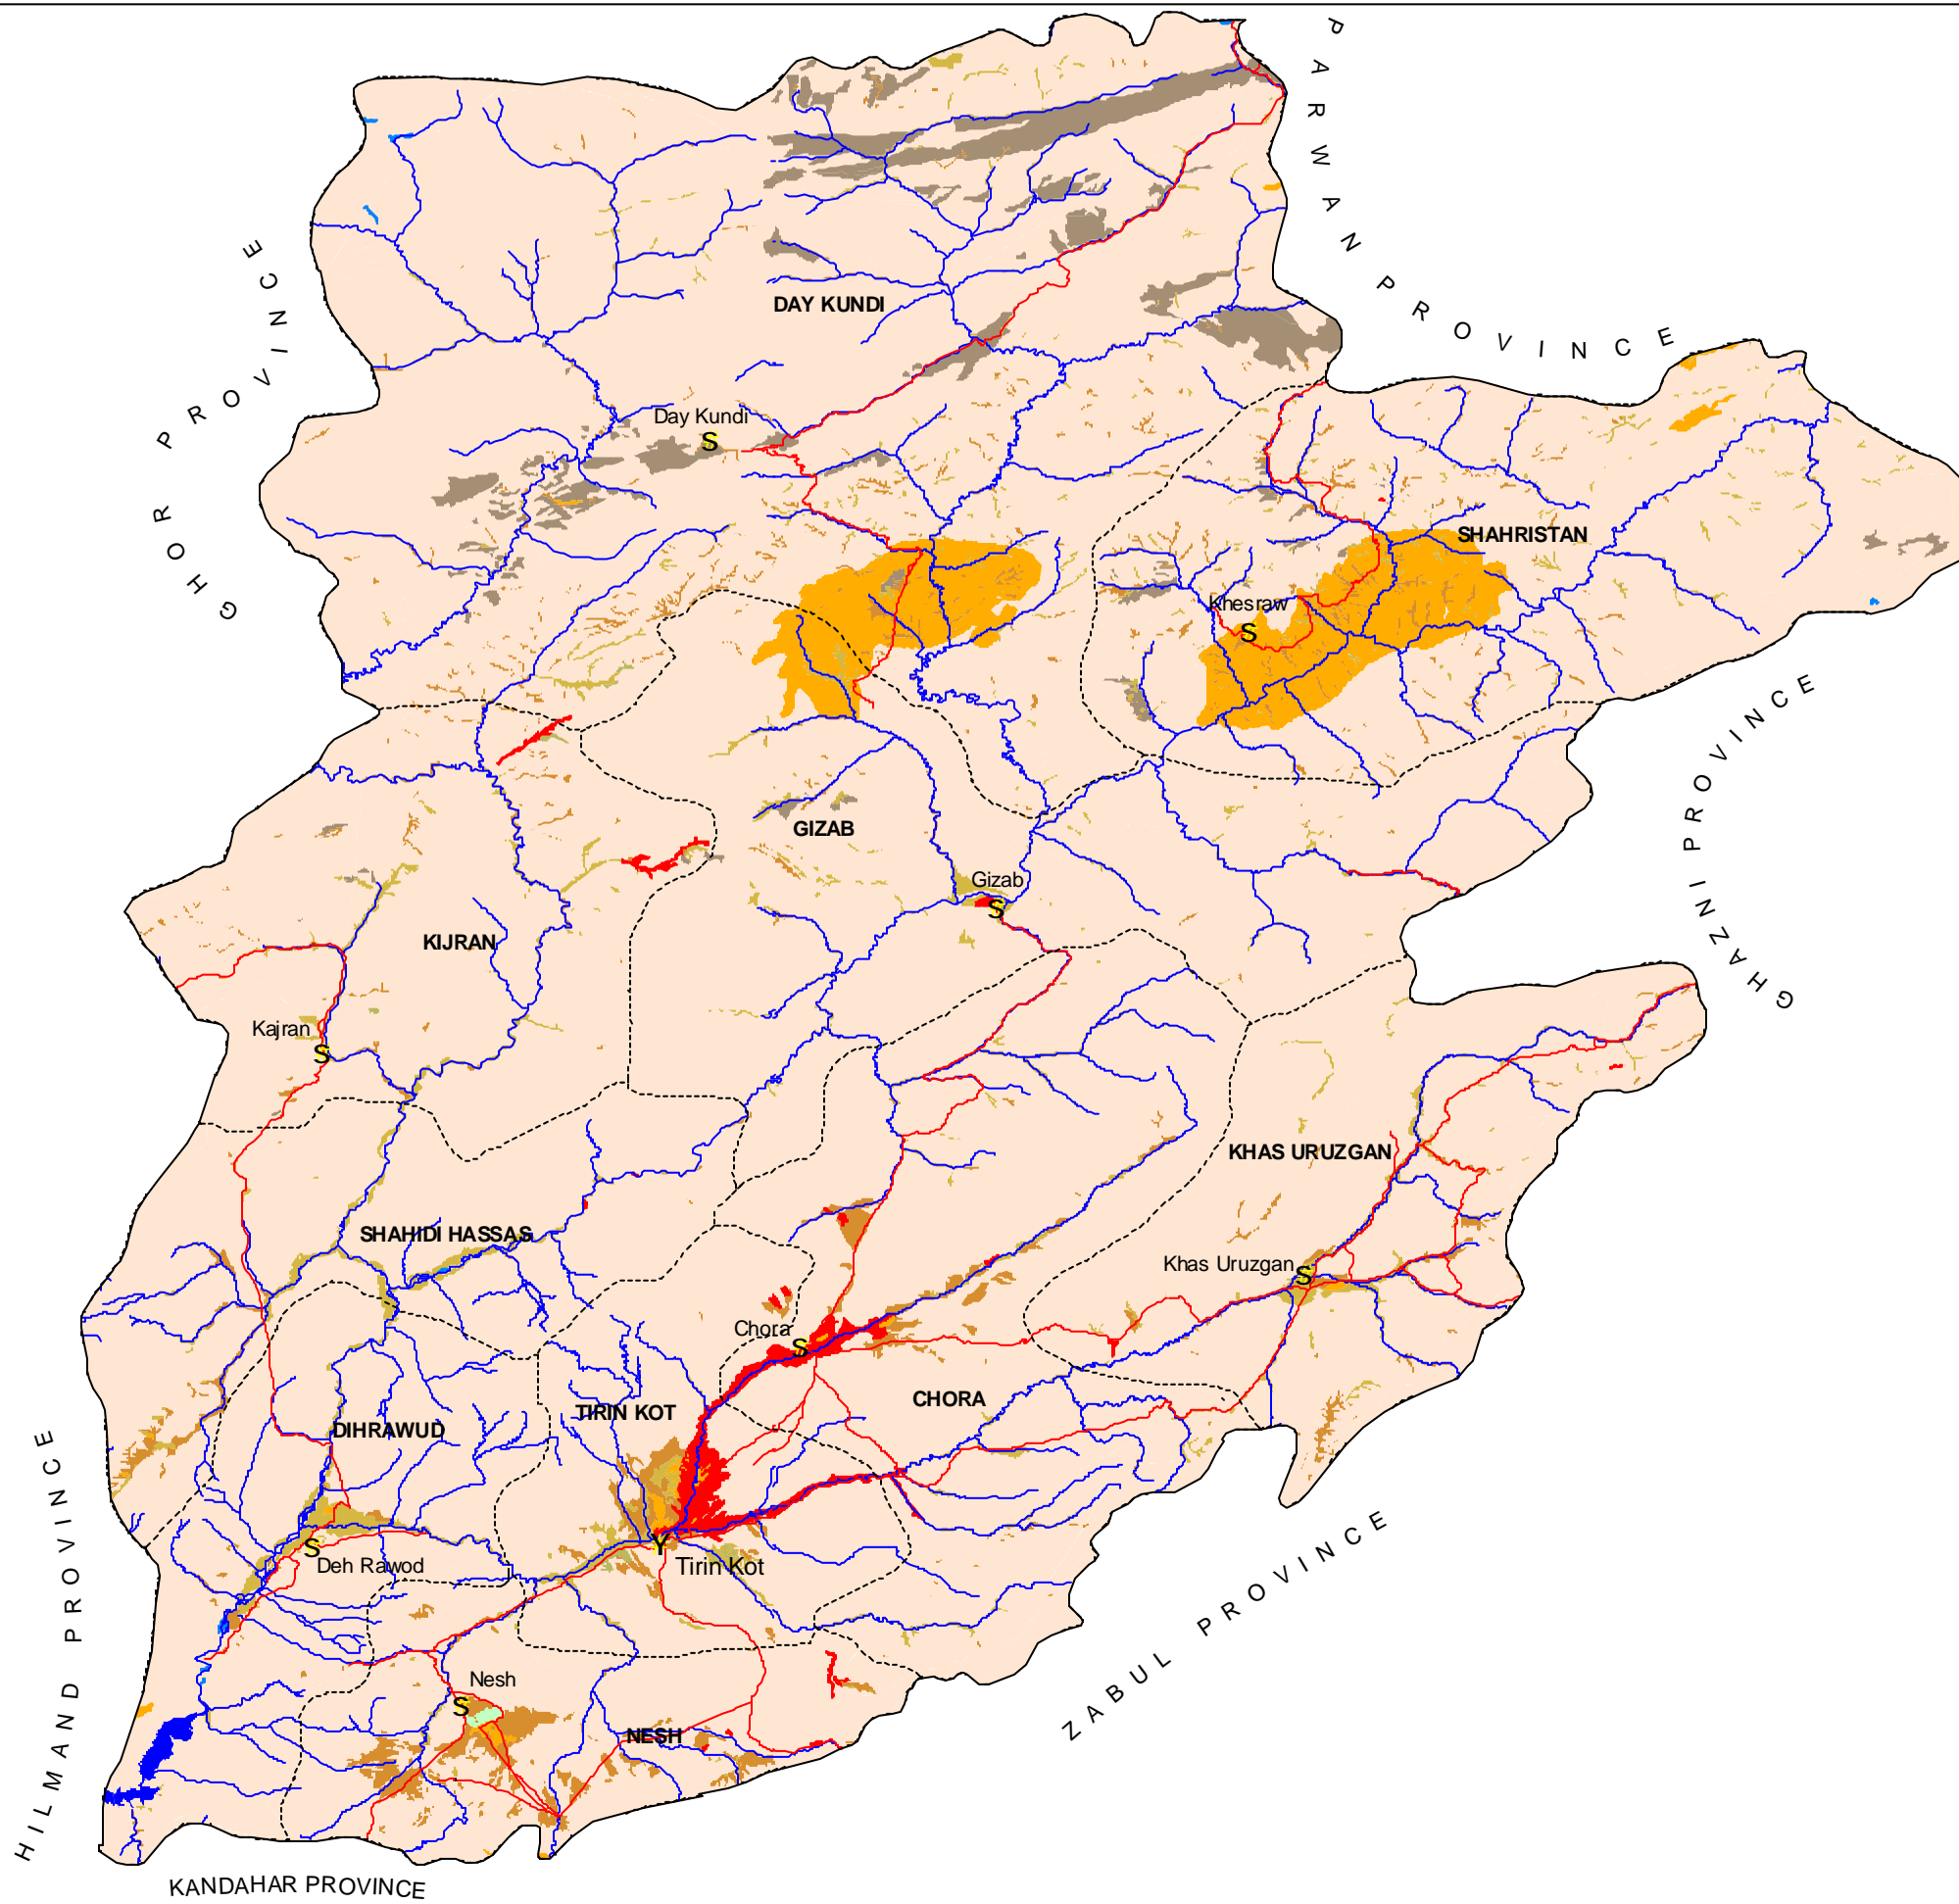 PARWAN PROVINCE
GHOR PROVINCE
DAY KUNDI
Day Kundi
S
SHAHRISTAN
Khesraw
S
GHAZNI PROVINCE
GIZAB
Gizab
S
KIJRAN
Kajran
S
KHAS URUZGAN
SHAHIDI HASSAS
Khas Uruzgan
S
Chora
S
CHORA
TIRIN KOT
DIHRAWUD
HILMAND PROVINCE
S
Deh Rawod
Y
Tirin Kot
ZABUL PROVINCE
Nesh
S
NESH
KANDAHAR PROVINCE